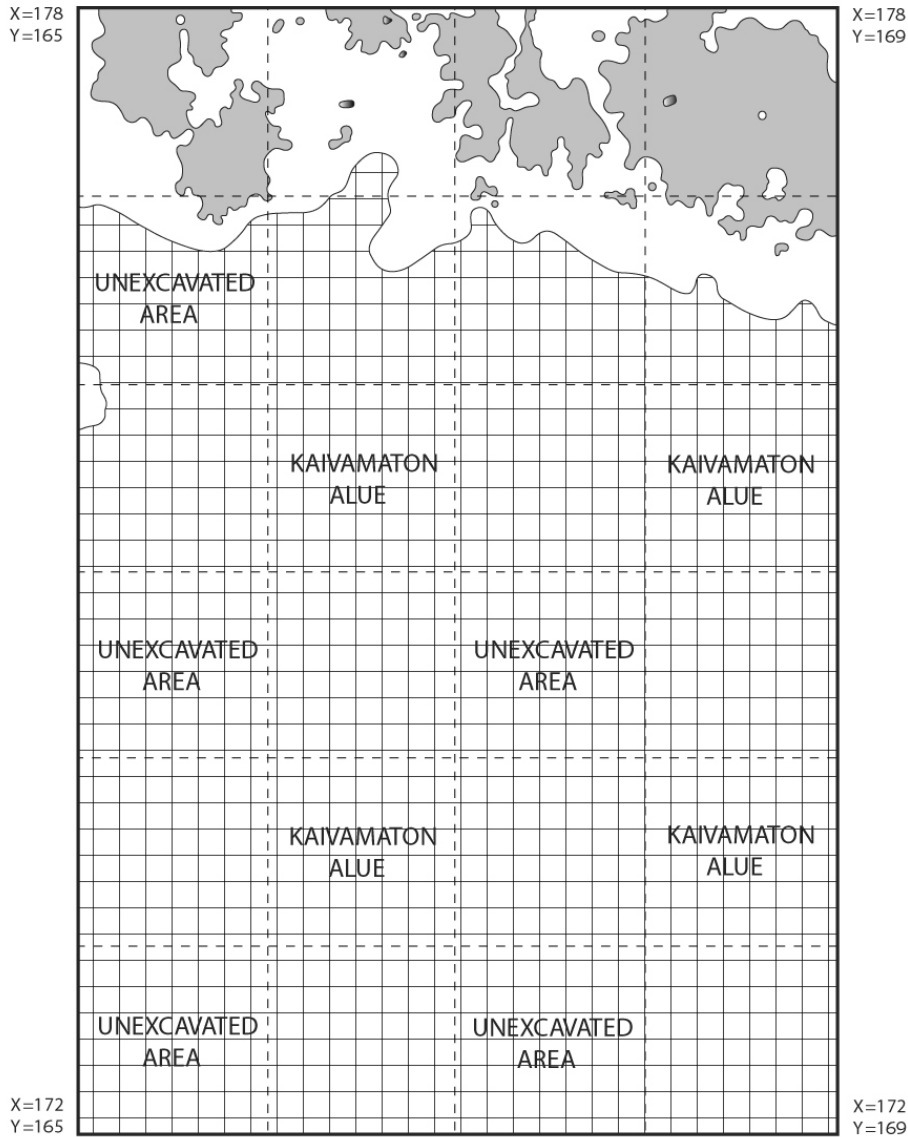 X=178
Y=165
X=178
Y=169
UNEXCAVATED
AREA
KAIVAMATON
ALUE
KAIVAMATON
ALUE
UNEXCAVATED
AREA
UNEXCAVATED
AREA
KAIVAMATON
ALUE
KAIVAMATON
ALUE
UNEXCAVATED
AREA
UNEXCAVATED
AREA
X=172
Y=165
X=172
Y=169